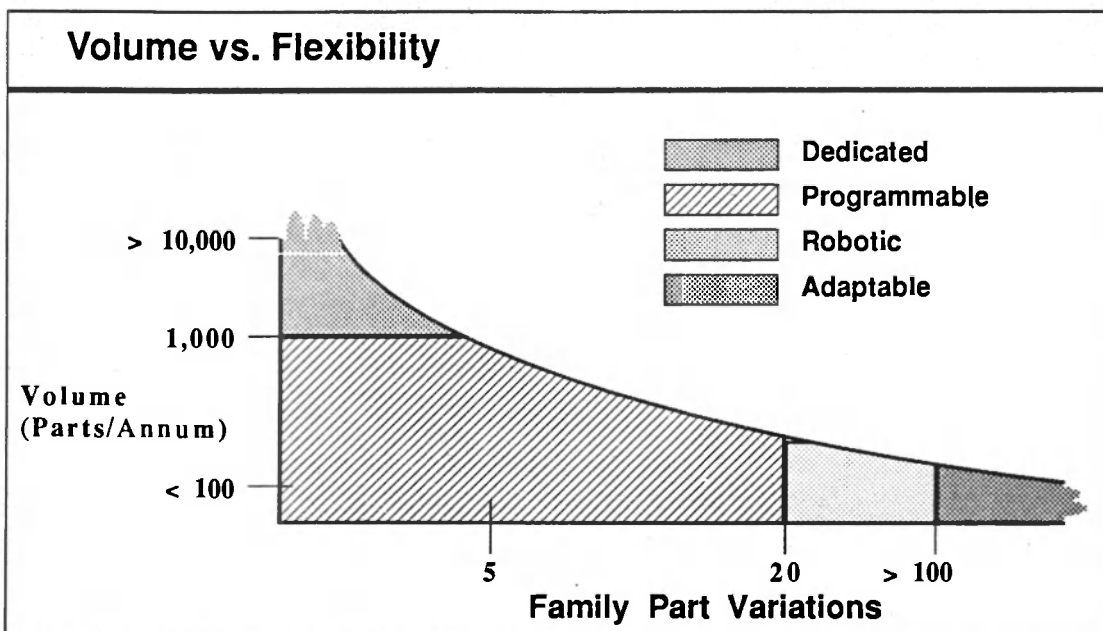 Volume vs. Flexibility
Dedicated
Programmable
Robotic
Adaptable
> 10,000
1,000
Volume
(Parts/Annum)
< 100
5
20
> 100
Family Part Variations